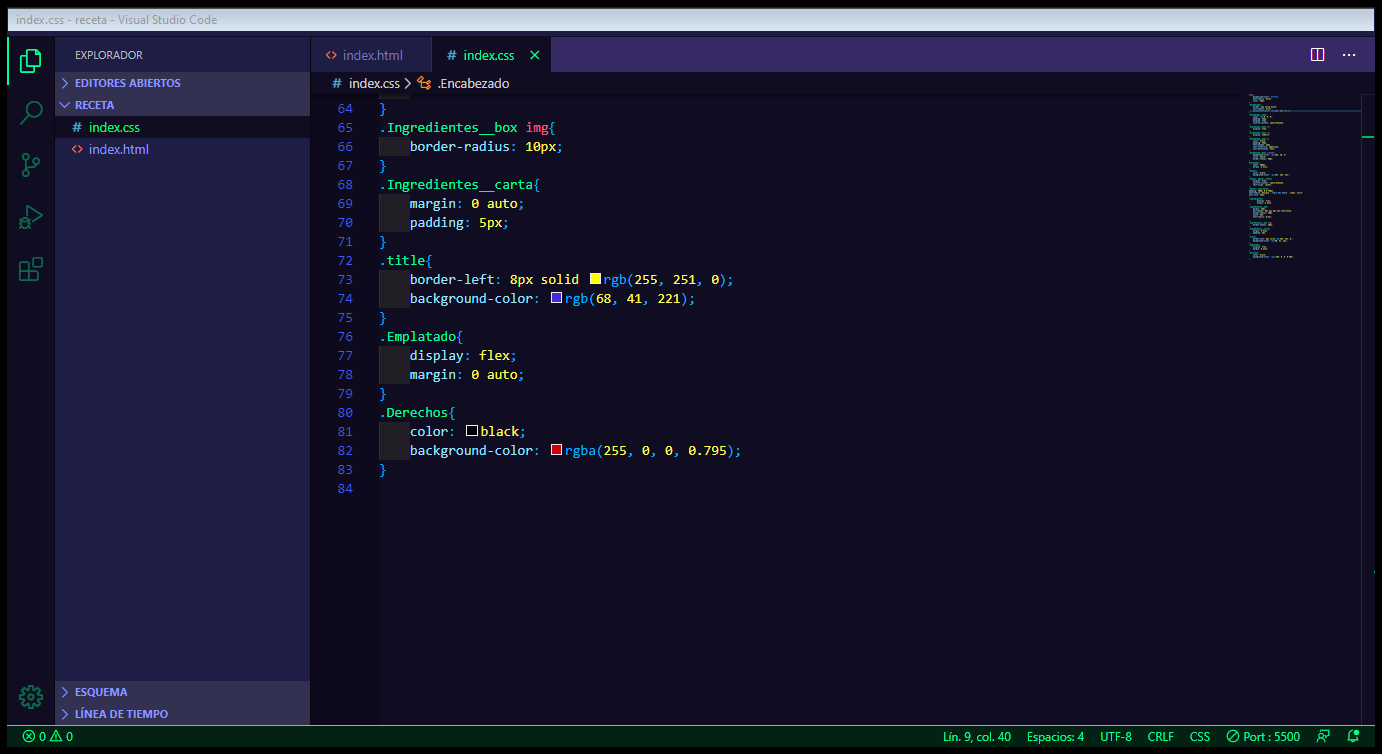 index.css - receta - Visual Studio Code
EXPLORADOR
EDITORES ABIERTOS
RECETA
# index.css
<> index.html
ESQUEMA
LÍNEA DE TIEMPO
<> index.html
# index.css
# index.css > .Encabezado
64 }
65 .Ingredientes__box img{
66 border-radius: 10px;
67 }
68 .Ingredientes__carta{
69 margin: 0 auto;
70 padding: 5px;
71 }
72 .title{
73 border-left: 8px solid rgb(255, 251, 0);
74 background-color: rgb(68, 41, 221);
75 }
76 .Emplatado{
77 display: flex;
78 margin: 0 auto;
79 }
80 .Derechos{
81 color: black;
82 background-color: rgba(255, 0, 0, 0.795);
83 }
84
0 0
Lín. 9, col. 40 Espacios: 4 UTF-8 CRLF CSS Port : 5500